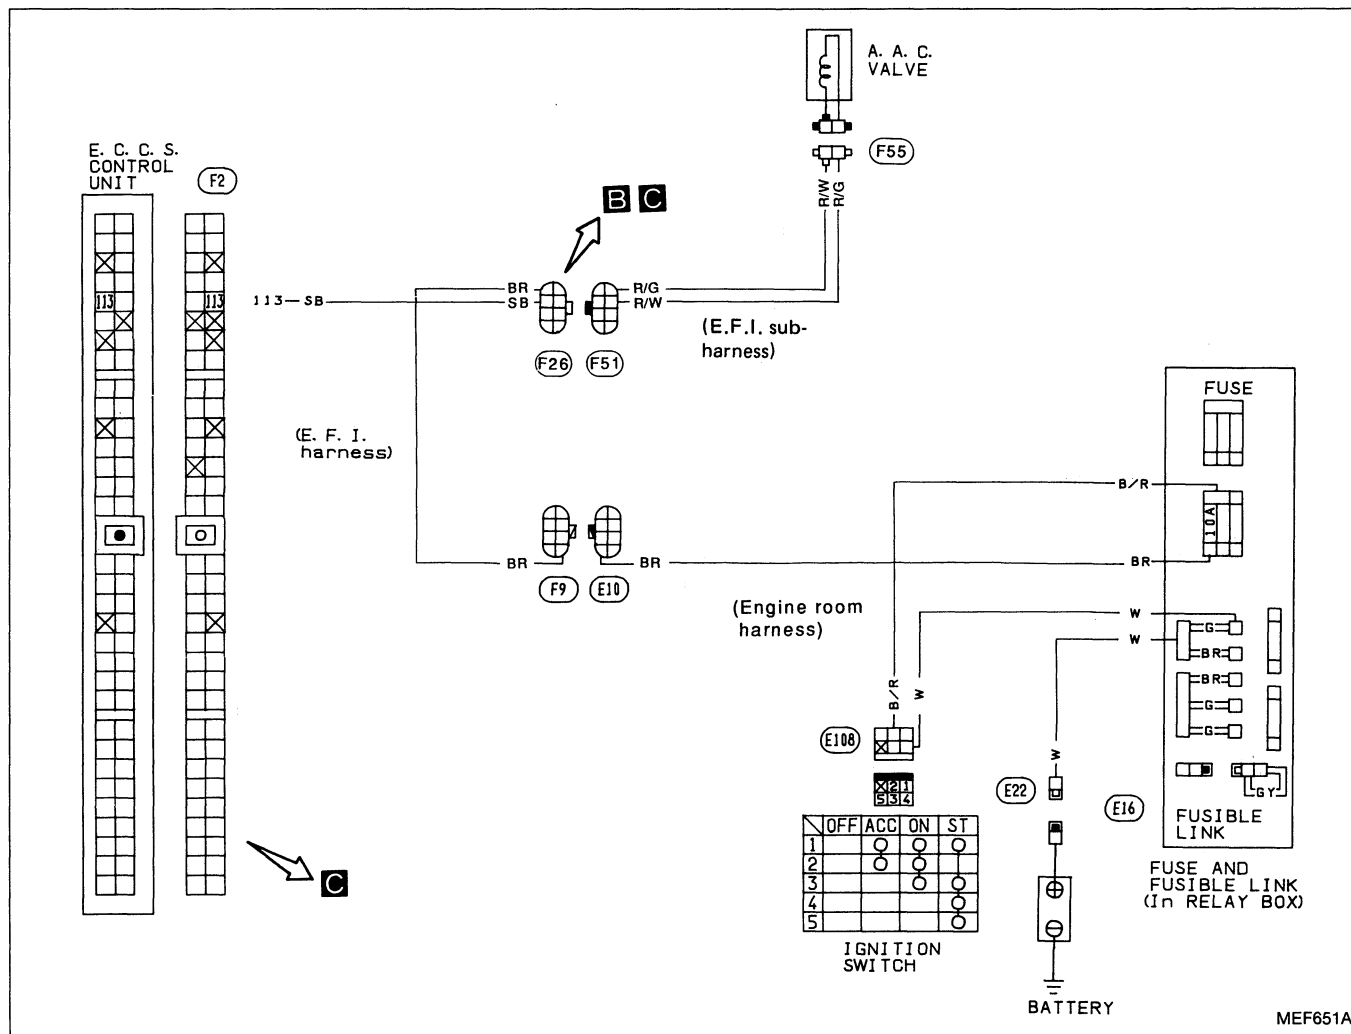 A. A. C.
VALVE
F55
R/W
R/G
E. C. C. S.
CONTROL
UNIT
F2
B C
113
113
113 SB
BR
SB
R/G
R/W
(E.F.I. sub-
harness)
F26
F51
(E. F. I.
harness)
FUSE
B/R
10A
BR
BR
BR
F9
E10
(Engine room
harness)
W
W
G
BR
BR
G
G
B/R
W
E108
X 2 1
5 3 4
W
E22
E16
GY
FUSIBLE
LINK
OFF ACC ON ST
1
2
3
4
5
IGNITION
SWITCH
C
FUSE AND
FUSIBLE LINK
(In RELAY BOX)
BATTERY
MEF651A